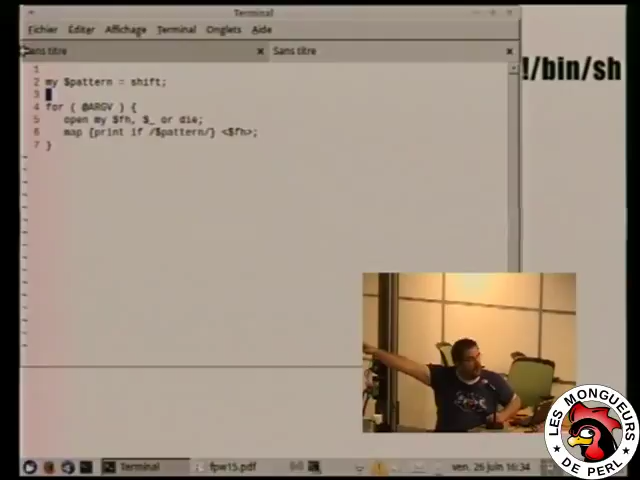 Terminal
Fichier Éditer Affichage Terminal Onglets Aide
Sans titre
Sans titre
!/bin/sh
1
2 my $pattern = shift;
3
4 for ( @ARGV ) {
5 open my $fh, $_ or die;
6 map {print if /$pattern/} <$fh>;
7 }
LES MONGUEURS
DE PERL
Terminal
fpw15.pdf
ven. 26 juin 16:34